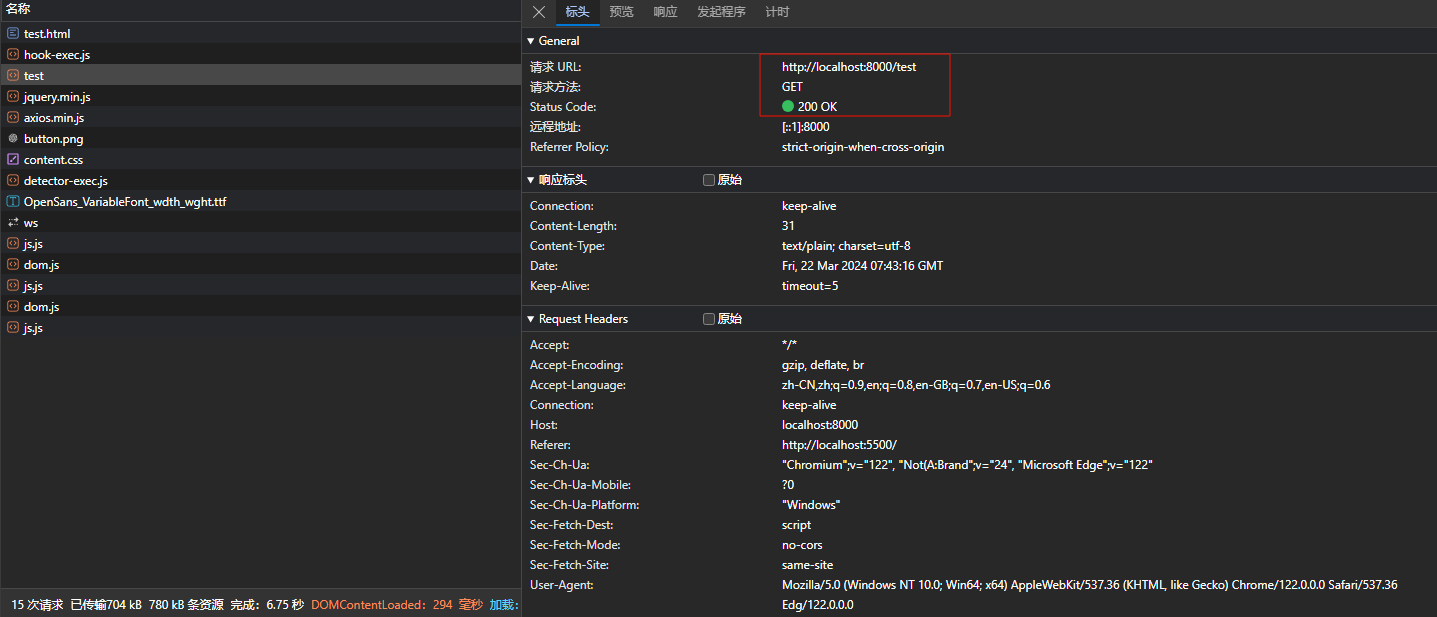 名称
test.html
hook-exec.js
test
jquery.min.js
axios.min.js
button.png
content.css
detector-exec.js
OpenSans_VariableFont_wdth_wght.ttf
ws
js.js
dom.js
js.js
dom.js
js.js
15 次请求 已传输704 kB 780 kB 条资源 完成：6.75 秒 DOMContentLoaded：294 毫秒 加载:
标头 预览 响应 发起程序 计时
General
请求 URL: http://localhost:8000/test
请求方法: GET
Status Code: 200 OK
远程地址: [::1]:8000
Referrer Policy: strict-origin-when-cross-origin
响应标头 原始
Connection: keep-alive
Content-Length: 31
Content-Type: text/plain; charset=utf-8
Date: Fri, 22 Mar 2024 07:43:16 GMT
Keep-Alive: timeout=5
Request Headers 原始
Accept: */*
Accept-Encoding: gzip, deflate, br
Accept-Language: zh-CN,zh;q=0.9,en;q=0.8,en-GB;q=0.7,en-US;q=0.6
Connection: keep-alive
Host: localhost:8000
Referer: http://localhost:5500/
Sec-Ch-Ua: "Chromium";v="122", "Not(A:Brand";v="24", "Microsoft Edge";v="122"
Sec-Ch-Ua-Mobile: ?0
Sec-Ch-Ua-Platform: "Windows"
Sec-Fetch-Dest: script
Sec-Fetch-Mode: no-cors
Sec-Fetch-Site: same-site
User-Agent: Mozilla/5.0 (Windows NT 10.0; Win64; x64) AppleWebKit/537.36 (KHTML, like Gecko) Chrome/122.0.0.0 Safari/537.36
Edg/122.0.0.0